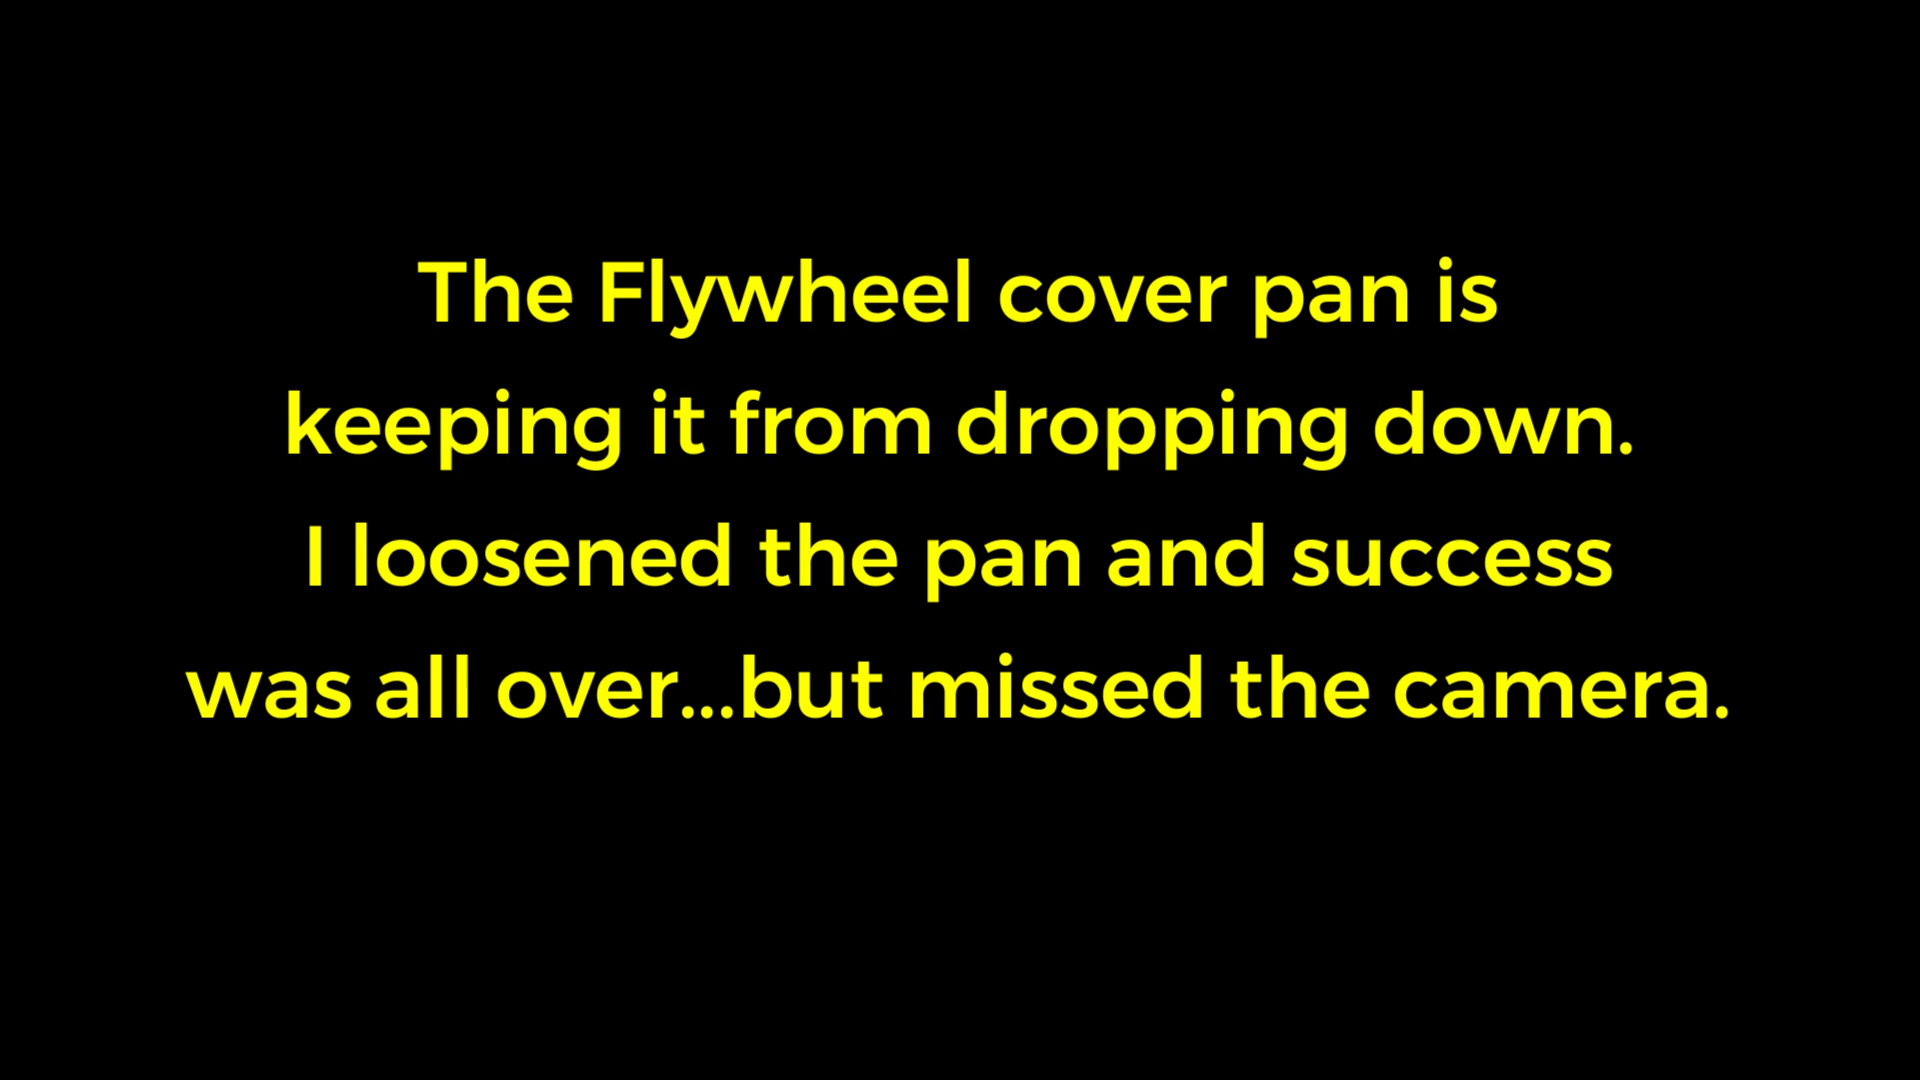 The Flywheel cover pan is
keeping it from dropping down.
I loosened the pan and success
was all over...but missed the camera.